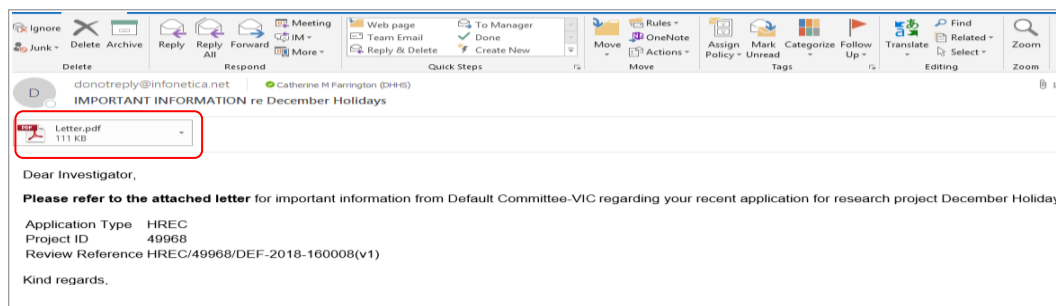 Ignore
Junk
Delete
Archive
Reply
Reply All
Forward
Meeting
IM
More
Web page
Team Email
Reply & Delete
To Manager
Done
Create New
Move
Rules
OneNote
Actions
Assign Policy
Mark Unread
Categorize
Follow Up
Translate
Find
Related
Select
Zoom
Delete
Respond
Quick Steps
Move
Tags
Editing
Zoom
D
donotreply@infonetica.net
Catherine M Farrington (DHHS)
IMPORTANT INFORMATION re December Holidays
1
PDF
Letter.pdf
111 KB
Dear Investigator,
Please refer to the attached letter for important information from Default Committee-VIC regarding your recent application for research project December Holiday
Application Type HREC
Project ID 49968
Review Reference HREC/49968/DEF-2018-160008(v1)
Kind regards,